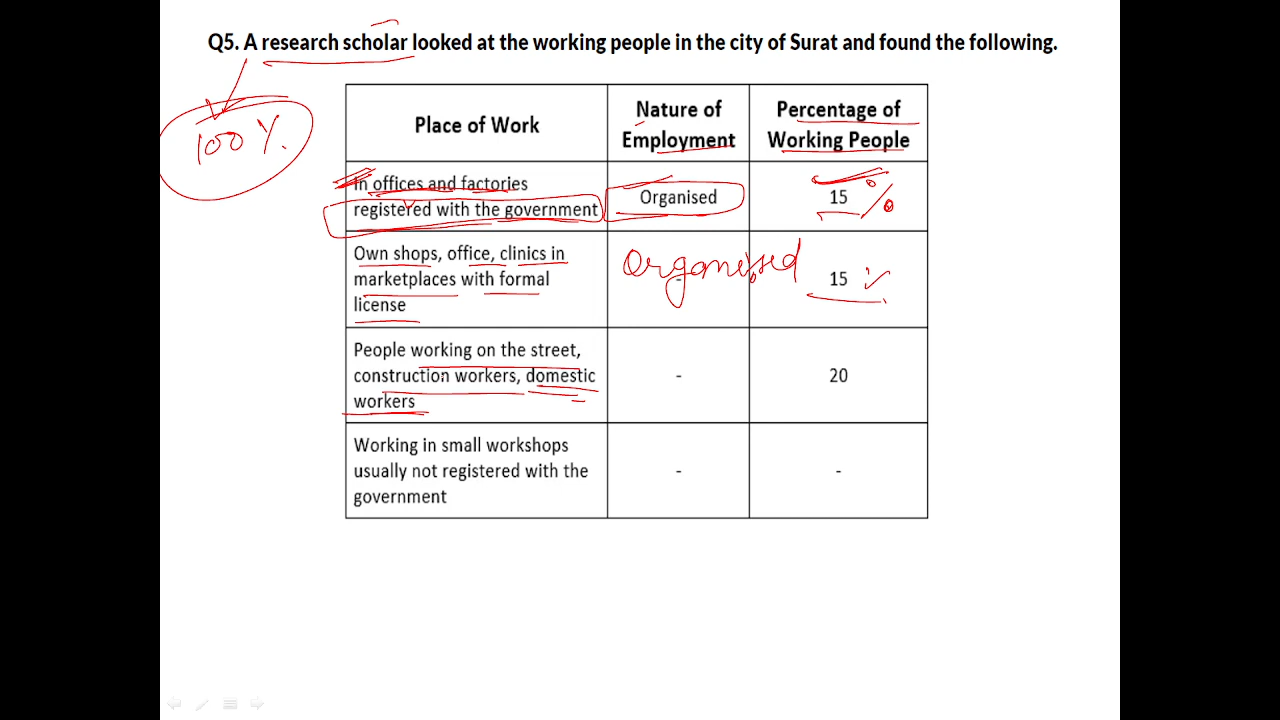 Q5. A research scholar looked at the working people in the city of Surat and found the following.
100 %.
Place of Work
Nature of
Employment
Percentage of
Working People
In offices and factories
registered with the government
Organised
15 %
Own shops, office, clinics in
marketplaces with formal
license
Organised
-
15
People working on the street,
construction workers, domestic
workers
-
20
Working in small workshops
usually not registered with the
government
-
-